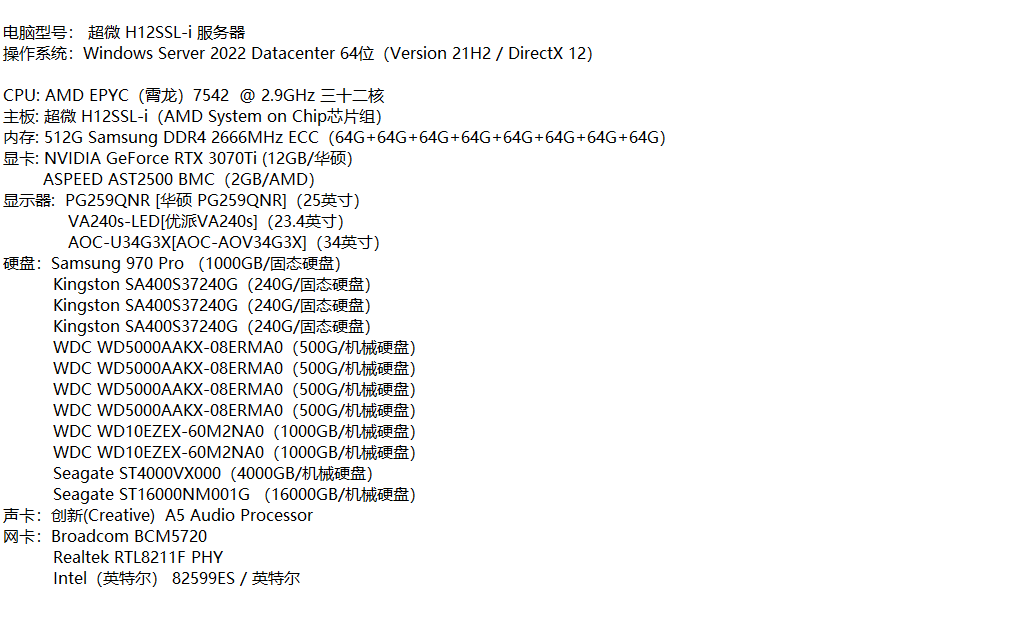 电脑型号： 超微 H12SSL-i 服务器
操作系统：Windows Server 2022 Datacenter 64位（Version 21H2 / DirectX 12）
CPU: AMD EPYC（霄龙）7542  @ 2.9GHz 三十二核
主板: 超微 H12SSL-i（AMD System on Chip芯片组）
内存: 512G Samsung DDR4 2666MHz ECC（64G+64G+64G+64G+64G+64G+64G+64G）
显卡: NVIDIA GeForce RTX 3070Ti (12GB/华硕）
ASPEED AST2500 BMC（2GB/AMD）
显示器:  PG259QNR [华硕 PG259QNR]（25英寸）
VA240s-LED[优派VA240s]（23.4英寸）
AOC-U34G3X[AOC-AOV34G3X]（34英寸）
硬盘：Samsung 970 Pro （1000GB/固态硬盘）
Kingston SA400S37240G（240G/固态硬盘）
Kingston SA400S37240G（240G/固态硬盘）
Kingston SA400S37240G（240G/固态硬盘）
WDC WD5000AAKX-08ERMA0（500G/机械硬盘）
WDC WD5000AAKX-08ERMA0（500G/机械硬盘）
WDC WD5000AAKX-08ERMA0（500G/机械硬盘）
WDC WD5000AAKX-08ERMA0（500G/机械硬盘）
WDC WD10EZEX-60M2NA0（1000GB/机械硬盘）
WDC WD10EZEX-60M2NA0（1000GB/机械硬盘）
Seagate ST4000VX000（4000GB/机械硬盘）
Seagate ST16000NM001G （16000GB/机械硬盘）
声卡：创新(Creative)  A5 Audio Processor
网卡：Broadcom BCM5720
Realtek RTL8211F PHY
Intel（英特尔） 82599ES / 英特尔